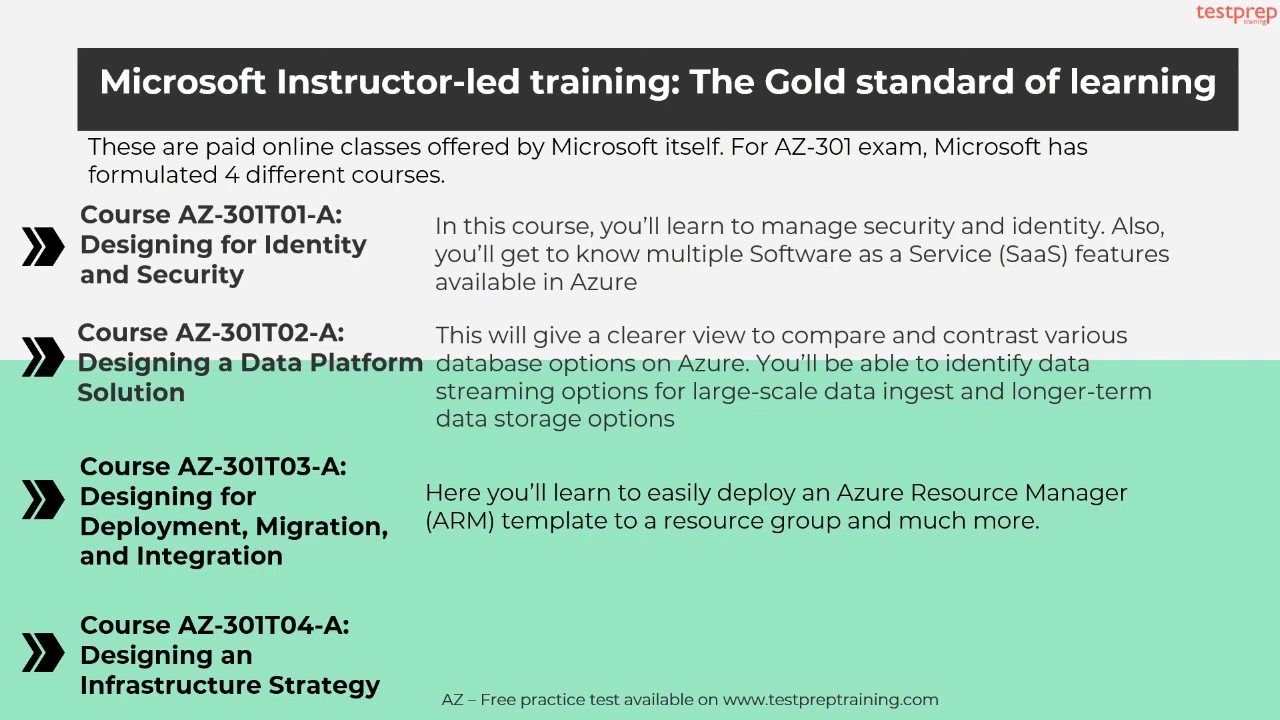 testprep
training
Microsoft Instructor-led training: The Gold standard of learning
These are paid online classes offered by Microsoft itself. For AZ-301 exam, Microsoft has
formulated 4 different courses.
Course AZ-301T01-A:
Designing for Identity
and Security
In this course, you’ll learn to manage security and identity. Also,
you’ll get to know multiple Software as a Service (SaaS) features
available in Azure
Course AZ-301T02-A:
Designing a Data Platform
Solution
This will give a clearer view to compare and contrast various
database options on Azure. You’ll be able to identify data
streaming options for large-scale data ingest and longer-term
data storage options
Course AZ-301T03-A:
Designing for
Deployment, Migration,
and Integration
Here you’ll learn to easily deploy an Azure Resource Manager
(ARM) template to a resource group and much more.
Course AZ-301T04-A:
Designing an
Infrastructure Strategy
AZ – Free practice test available on www.testpreptraining.com